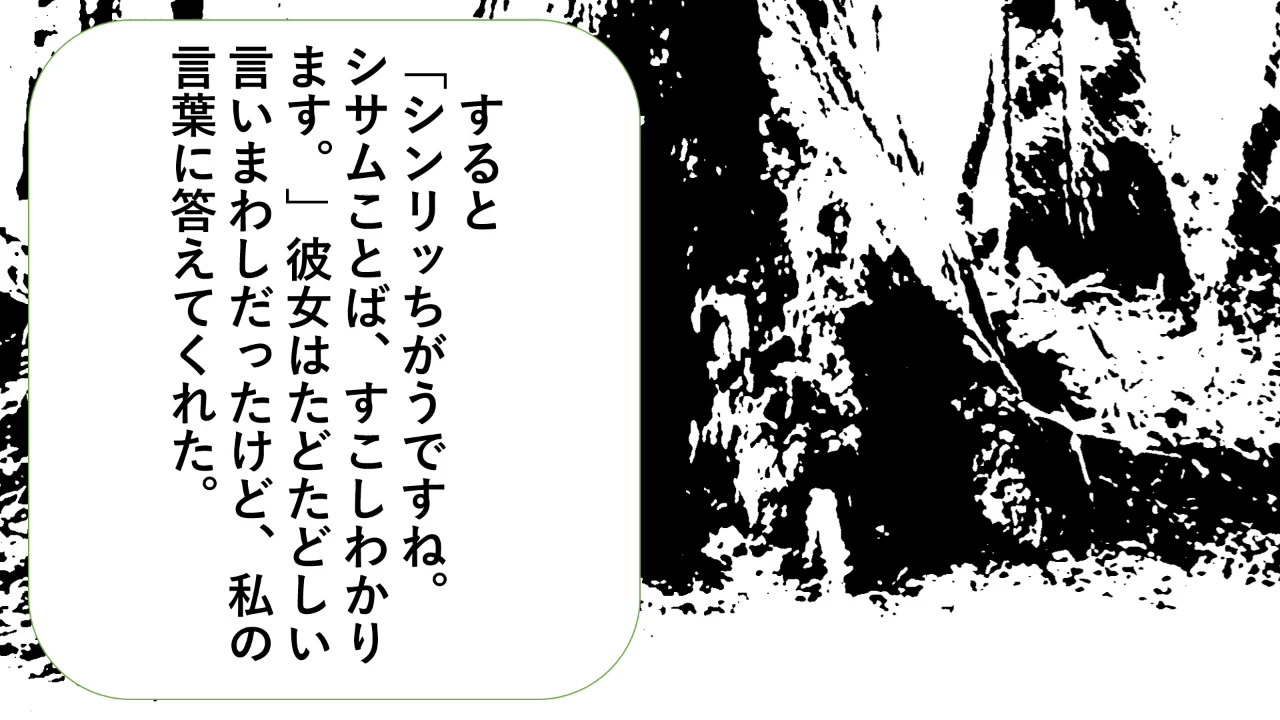 すると
「シンリッちがうですね。
シサムことば、すこしわかり
ます。」彼女はたどたどしい
言いまわしだったけど、私の
言葉に答えてくれた。